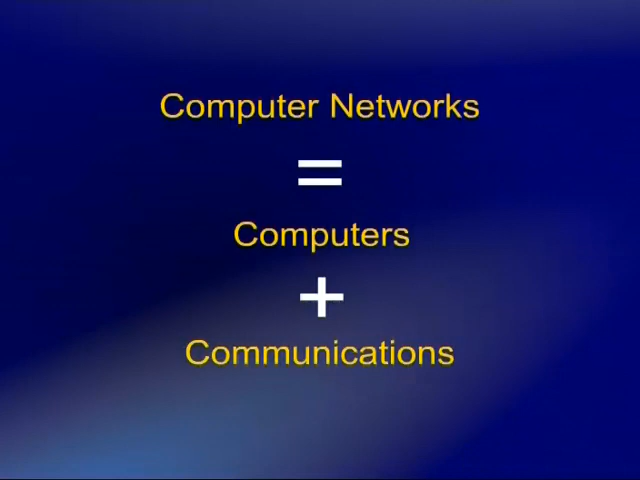 Computer Networks
=
Computers
+
Communications